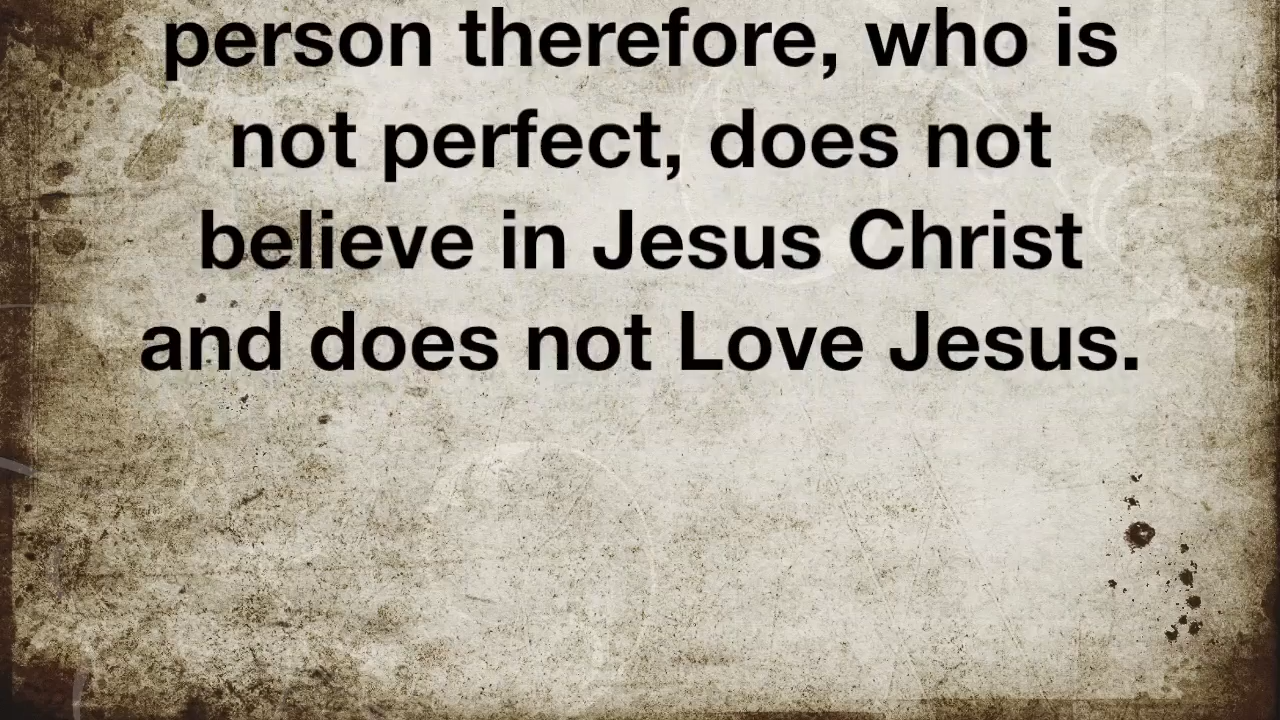 person therefore, who is
not perfect, does not
believe in Jesus Christ
and does not Love Jesus.